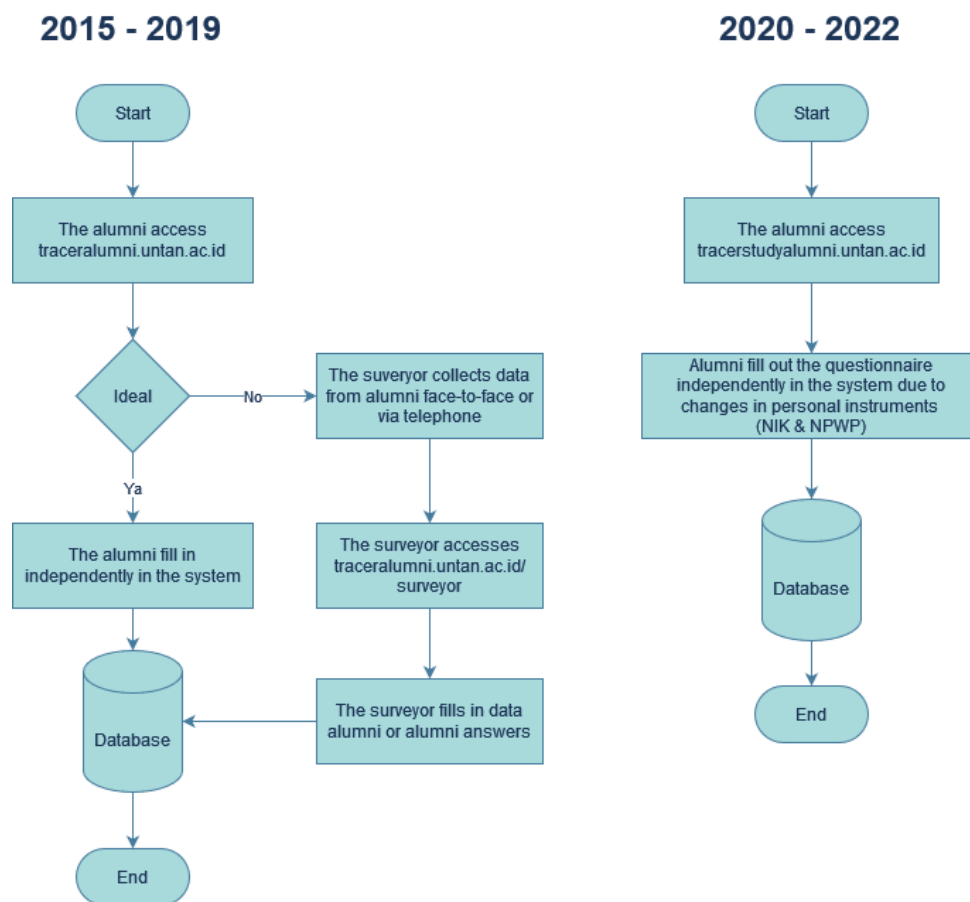 2015 - 2019
Start
The alumni access
traceralumni.untan.ac.id
Ideal
No
The suveryor collects data
from alumni face-to-face or
via telephone
Ya
The alumni fill in
independently in the system
The surveyor accesses
traceralumni.untan.ac.id/
surveyor
The surveyor fills in data
alumni or alumni answers
Database
End
2020 - 2022
Start
The alumni access
tracerstudyalumni.untan.ac.id
Alumni fill out the questionnaire
independently in the system due to
changes in personal instruments
(NIK & NPWP)
Database
End